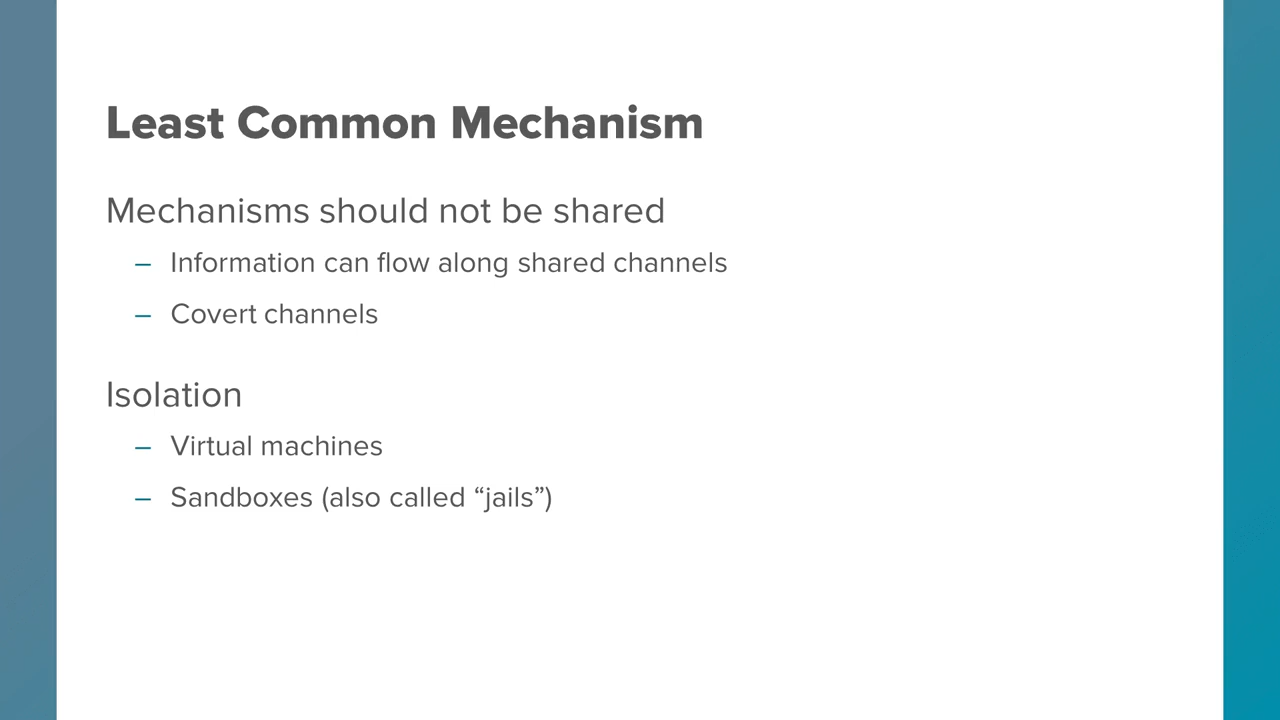 Least Common Mechanism
Mechanisms should not be shared
– Information can flow along shared channels
– Covert channels
Isolation
– Virtual machines
– Sandboxes (also called “jails”)